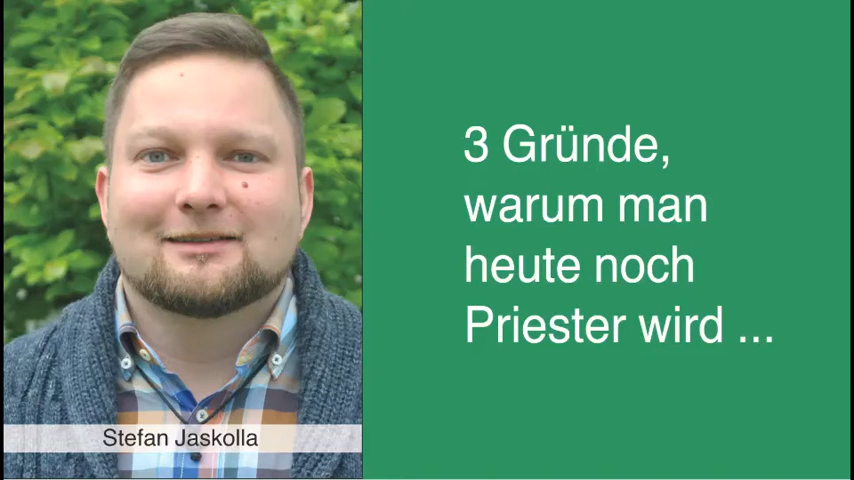 Stefan Jaskolla
3 Gründe,
warum man
heute noch
Priester wird ...